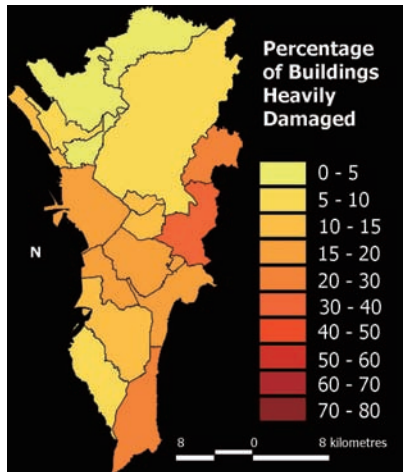 Percentage
of Buildings
Heavily
Damaged
0 - 5
5 - 10
10 - 15
15 - 20
20 - 30
30 - 40
40 - 50
50 - 60
60 - 70
70 - 80
N
8 0 8 kilometres